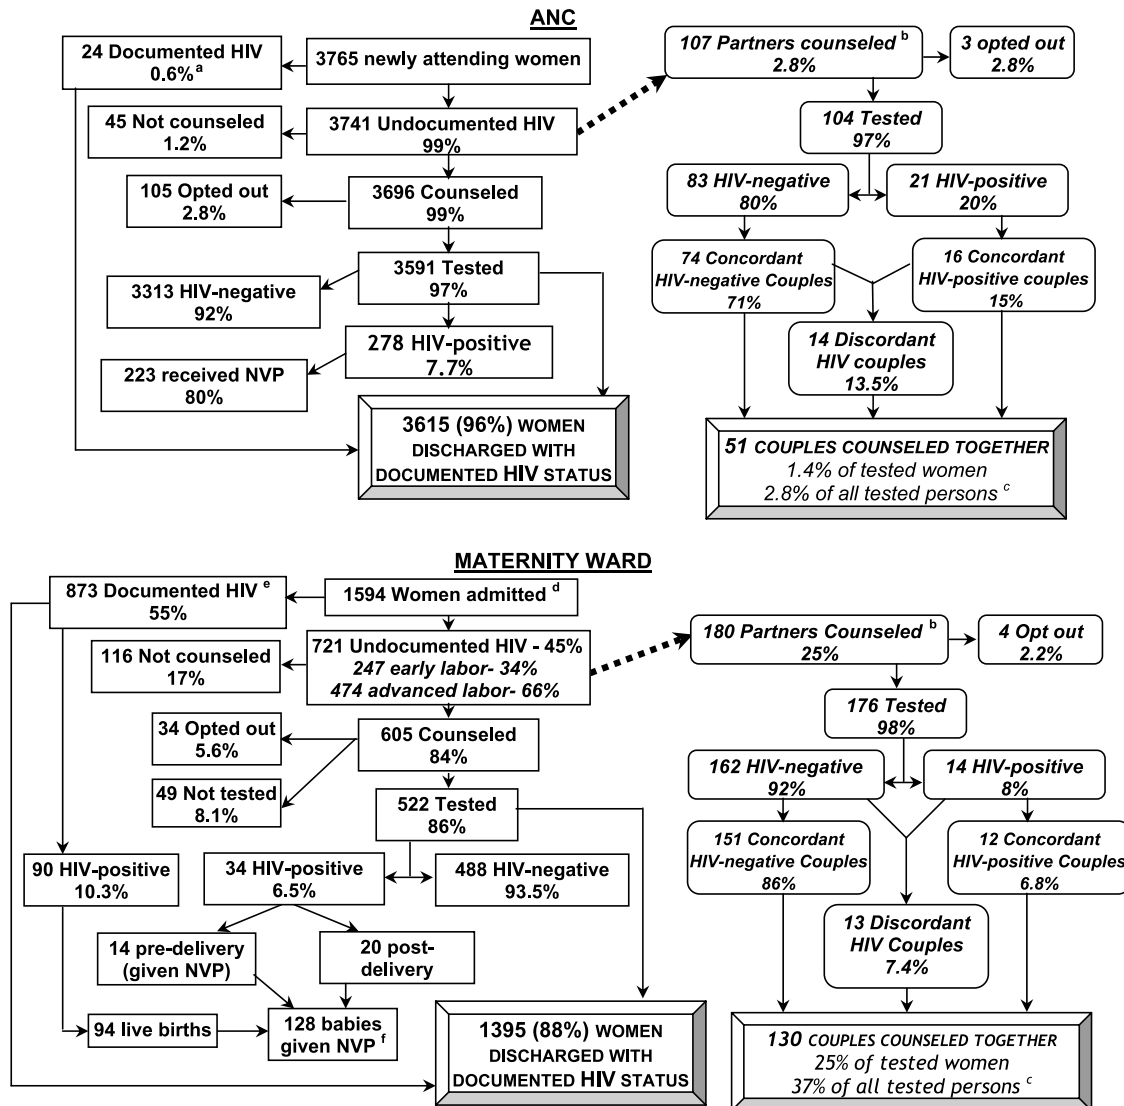 ANC
24 Documented HIV
0.6% a
3765 newly attending women
45 Not counseled
1.2%
3741 Undocumented HIV
99%
105 Opted out
2.8%
3696 Counseled
99%
3591 Tested
97%
3313 HIV-negative
92%
278 HIV-positive
7.7%
223 received NVP
80%
3615 (96%) WOMEN
DISCHARGED WITH
DOCUMENTED HIV STATUS
107 Partners counseled b
2.8%
3 opted out
2.8%
104 Tested
97%
83 HIV-negative
80%
21 HIV-positive
20%
74 Concordant
HIV-negative Couples
71%
16 Concordant
HIV-positive couples
15%
14 Discordant
HIV couples
13.5%
51 COUPLES COUNSELED TOGETHER
1.4% of tested women
2.8% of all tested persons c
MATERNITY WARD
873 Documented HIV e
55%
1594 Women admitted d
116 Not counseled
17%
721 Undocumented HIV - 45%
247 early labor- 34%
474 advanced labor- 66%
34 Opted out
5.6%
605 Counseled
84%
49 Not tested
8.1%
522 Tested
86%
90 HIV-positive
10.3%
34 HIV-positive
6.5%
488 HIV-negative
93.5%
14 pre-delivery
(given NVP)
20 post-
delivery
94 live births
128 babies
given NVP f
1395 (88%) WOMEN
DISCHARGED WITH
DOCUMENTED HIV STATUS
180 Partners Counseled b
25%
4 Opt out
2.2%
176 Tested
98%
162 HIV-negative
92%
14 HIV-positive
8%
151 Concordant
HIV-negative Couples
86%
12 Concordant
HIV-positive Couples
6.8%
13 Discordant
HIV Couples
7.4%
130 COUPLES COUNSELED TOGETHER
25% of tested women
37% of all tested persons c